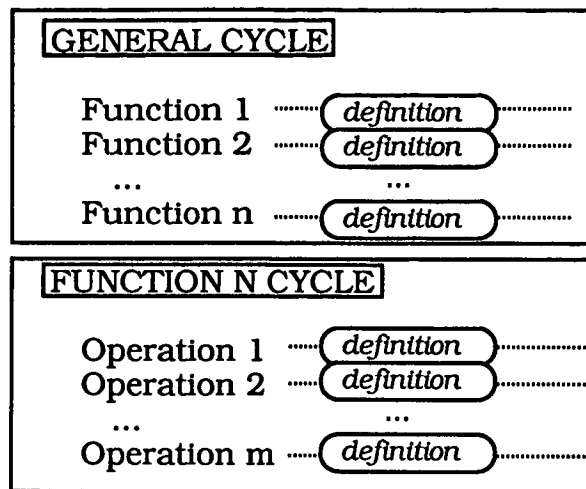 GENERAL CYCLE
Function 1 definition
Function 2 definition
... ...
Function n definition
FUNCTION N CYCLE
Operation 1 definition
Operation 2 definition
... ...
Operation m definition